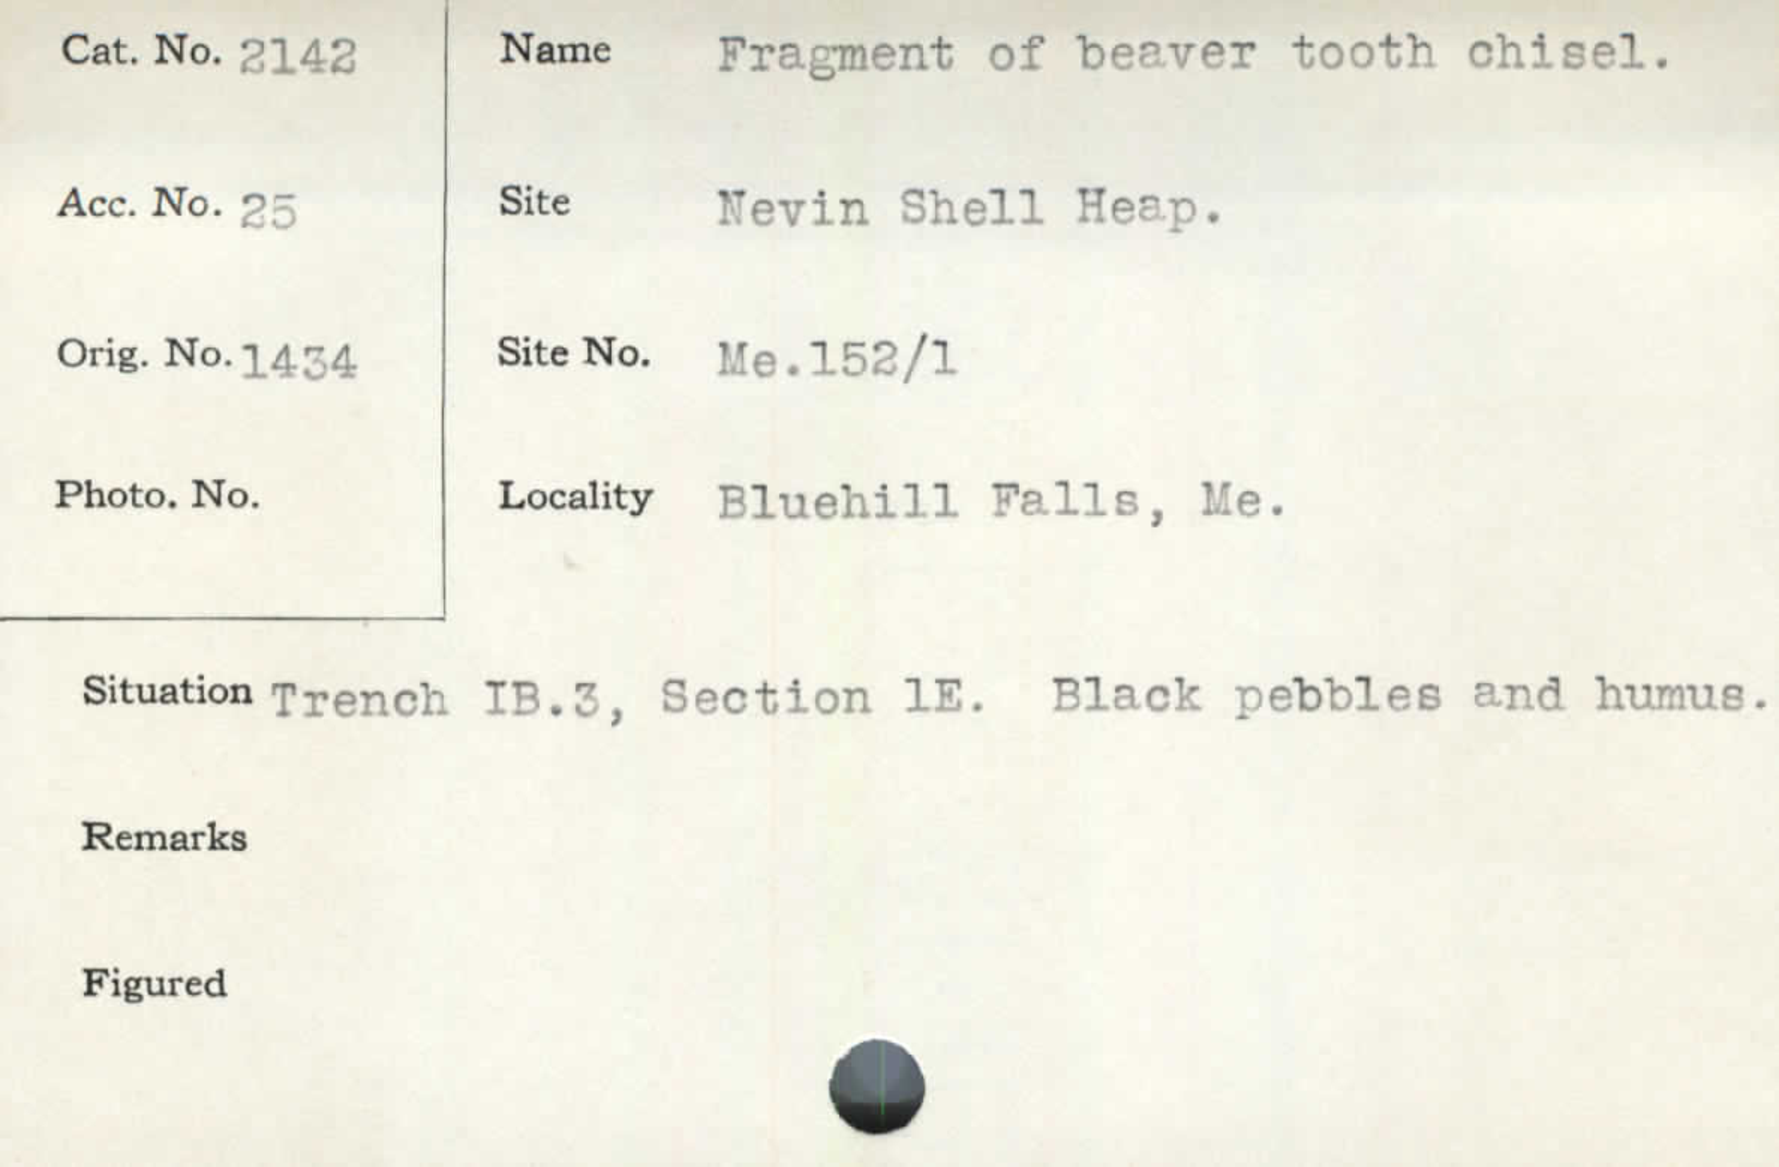 Cat. No. 2142
Name Fragment of beaver tooth chisel.
Acc. No. 25
Site Nevin Shell Heap.
Orig. No. 1434
Site No. Me.152/1
Photo. No.
Locality Bluehill Falls, Me.
Situation Trench IB.3, Section 1E. Black pebbles and humus.
Remarks
Figured